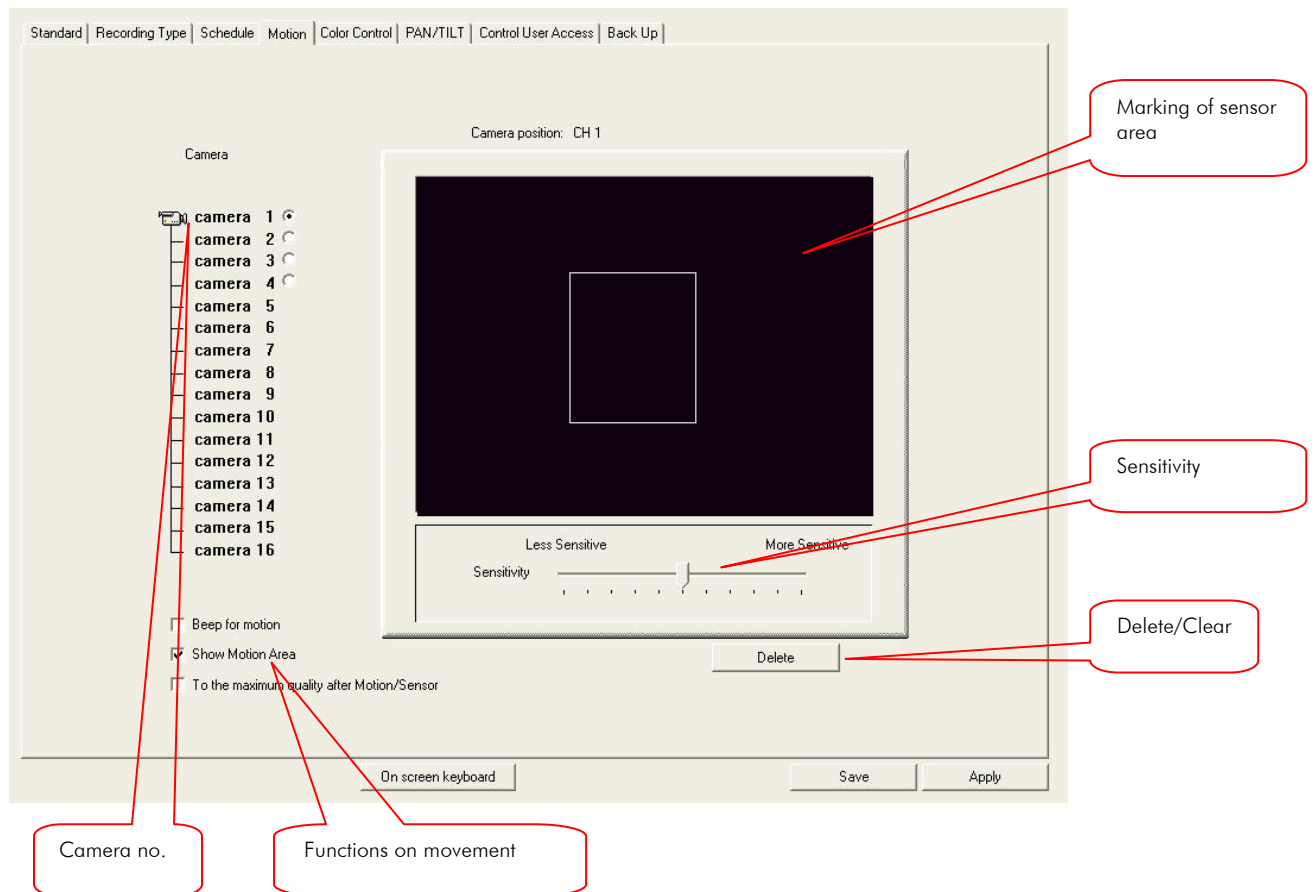 Standard Recording Type Schedule Motion Color Control PAN/TILT Control User Access Back Up
Marking of sensor
area
Camera position: CH 1
Camera
camera 1
camera 2
camera 3
camera 4
camera 5
camera 6
camera 7
camera 8
camera 9
camera 10
camera 11
camera 12
camera 13
camera 14
camera 15
camera 16
Sensitivity
Less Sensitive More Sensitive
Sensitivity
Beep for motion
Show Motion Area
To the maximum quality after Motion/Sensor
Delete
Delete/Clear
On screen keyboard Save Apply
Camera no.
Functions on movement